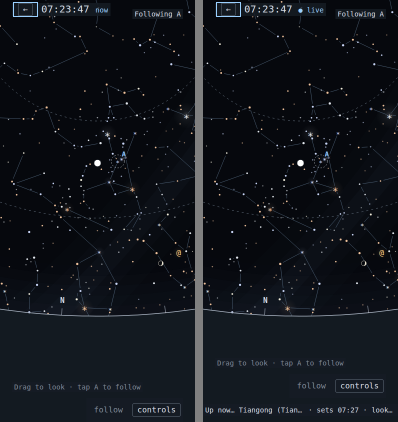 ← 07:23:47 now
Following A
A
@
N
Drag to look · tap A to follow
follow controls
← 07:23:47 ● live
Following A
A
@
N
Drag to look · tap A to follow
follow controls
Up now… Tiangong (Tian… · sets 07:27 · look…